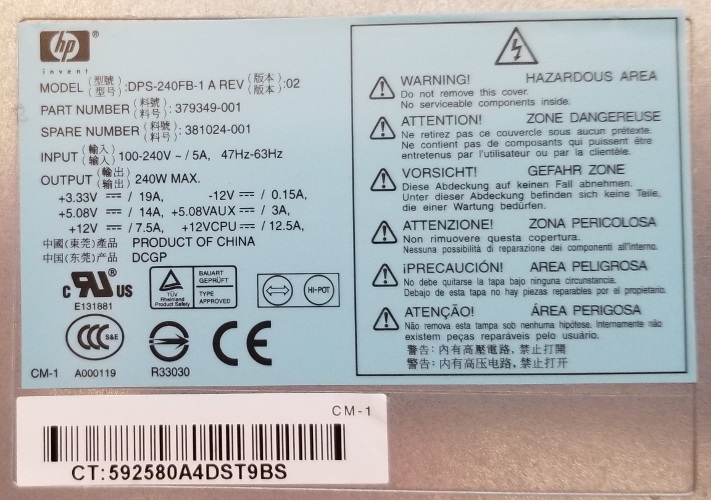 hp
®
invent
MODEL (型號/型号): DPS-240FB-1 A REV (版本/版本): 02
PART NUMBER (料號/料号): 379349-001
SPARE NUMBER (料號/料号): 381024-001
INPUT (輸入/输入) 100-240V ~ / 5A, 47Hz-63Hz
OUTPUT (輸出/输出) 240W MAX.
+3.33V ⎓ / 19A, -12V ⎓ / 0.15A,
+5.08V ⎓ / 14A, +5.08VAUX ⎓ / 3A,
+12V ⎓ / 7.5A, +12VCPU ⎓ / 12.5A,
中國(東莞)產品 PRODUCT OF CHINA
中国(东莞)产品 DCGP
c RU® US
E131881
TÜV
Rheinland
Product Safety
BAUART
GEPRÜFT
TYPE
APPROVED
HI-POT
CCC S&E
CE
CM-1 A000119 R33030
WARNING! HAZARDOUS AREA
Do not remove this cover.
No serviceable components inside.
ATTENTION! ZONE DANGEREUSE
Ne retirez pas ce couvercle sous aucun prétexte.
Ne contient pas de composants qui puissent être
entretenus par l'utilisateur ou par la clientèle.
VORSICHT! GEFAHR ZONE
Diese Abdeckung auf keinen Fall abnehmen.
Unter dieser Abdeckung befinden sich keine Teile,
die einer Wartung bedürfen.
ATTENZIONE! ZONA PERICOLOSA
Non rimuovere questa copertura.
Nessuna possibilità di reparazione dei componenti all'interno.
¡PRECAUCIÓN! AREA PELIGROSA
No debe quitarse la tapa bajo ninguna circunstancia.
Debajo de esta tapa no hay piezas reparables por el propietario.
ATENÇÃO! ÁREA PERIGOSA
Não remova esta tampa sob nenhuma hipótese. Internamente não
existem peças reparáveis pelo usuário.
警告: 內有高壓電路, 禁止打開
警告: 内有高压电路, 禁止打开
CM-1
CT:592580A4DST9BS